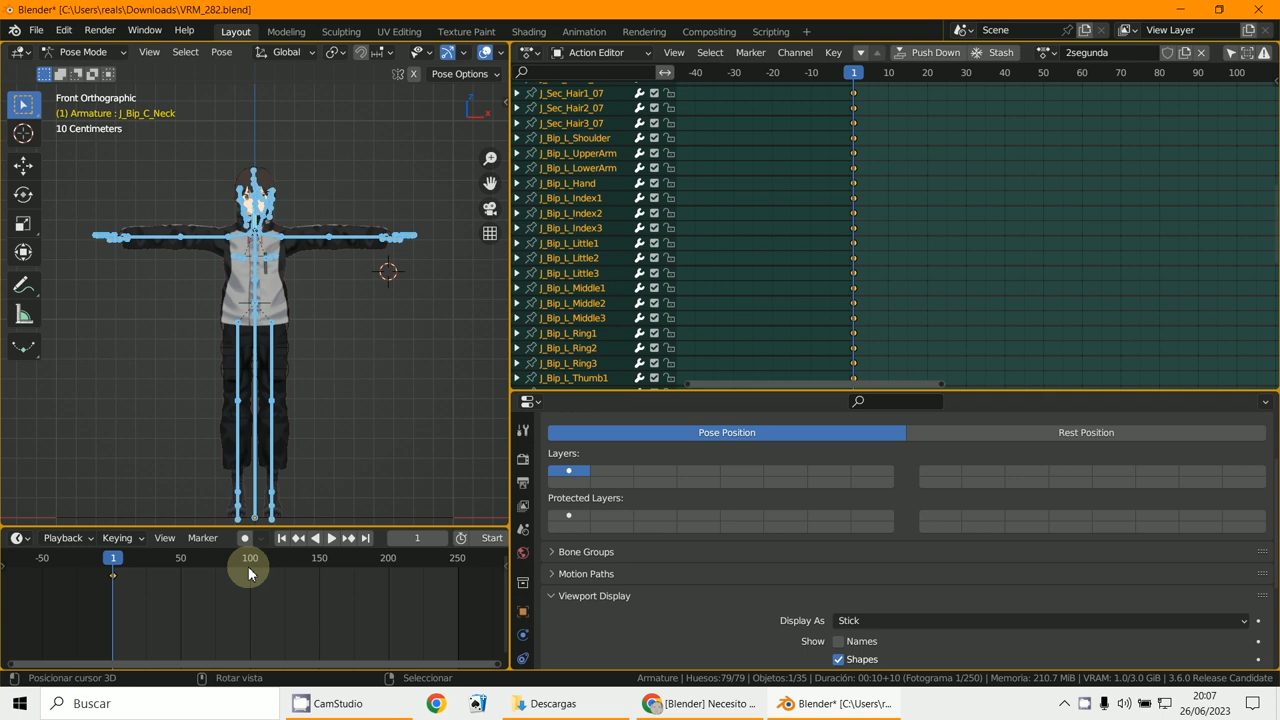 Blender* [C:\Users\reals\Downloads\VRM_282.blend]
File Edit Render Window Help Layout Modeling Sculpting UV Editing Texture Paint Shading Animation Rendering Compositing Scripting Scene View Layer
Pose Mode View Select Pose Global Action Editor View Select Marker Channel Key Push Down Stash 2segunda
X Pose Options -40 -30 -20 -10 1 10 20 30 40 50 60 70 80 90 100
Front Orthographic
(1) Armature : J_Bip_C_Neck
10 Centimeters
Z
X
J_Sec_Hair1_07
J_Sec_Hair2_07
J_Sec_Hair3_07
J_Bip_L_Shoulder
J_Bip_L_UpperArm
J_Bip_L_LowerArm
J_Bip_L_Hand
J_Bip_L_Index1
J_Bip_L_Index2
J_Bip_L_Index3
J_Bip_L_Little1
J_Bip_L_Little2
J_Bip_L_Little3
J_Bip_L_Middle1
J_Bip_L_Middle2
J_Bip_L_Middle3
J_Bip_L_Ring1
J_Bip_L_Ring2
J_Bip_L_Ring3
J_Bip_L_Thumb1
Pose Position Rest Position
Layers:
Protected Layers:
Bone Groups
Motion Paths
Viewport Display
Display As Stick
Show Names
Shapes
Playback Keying View Marker 1 Start
-50 1 50 100 150 200 250
Posicionar cursor 3D Rotar vista Seleccionar Armature | Huesos:79/79 | Objetos:1/35 | Duración: 00:10+10 (Fotograma 1/250) | Memoria: 210.7 MiB | VRAM: 1.0/3.0 GiB | 3.6.0 Release Candidate
Buscar CamStudio Descargas [Blender] Necesito ... Blender* [C:\Users\r...
20:07
26/06/2023